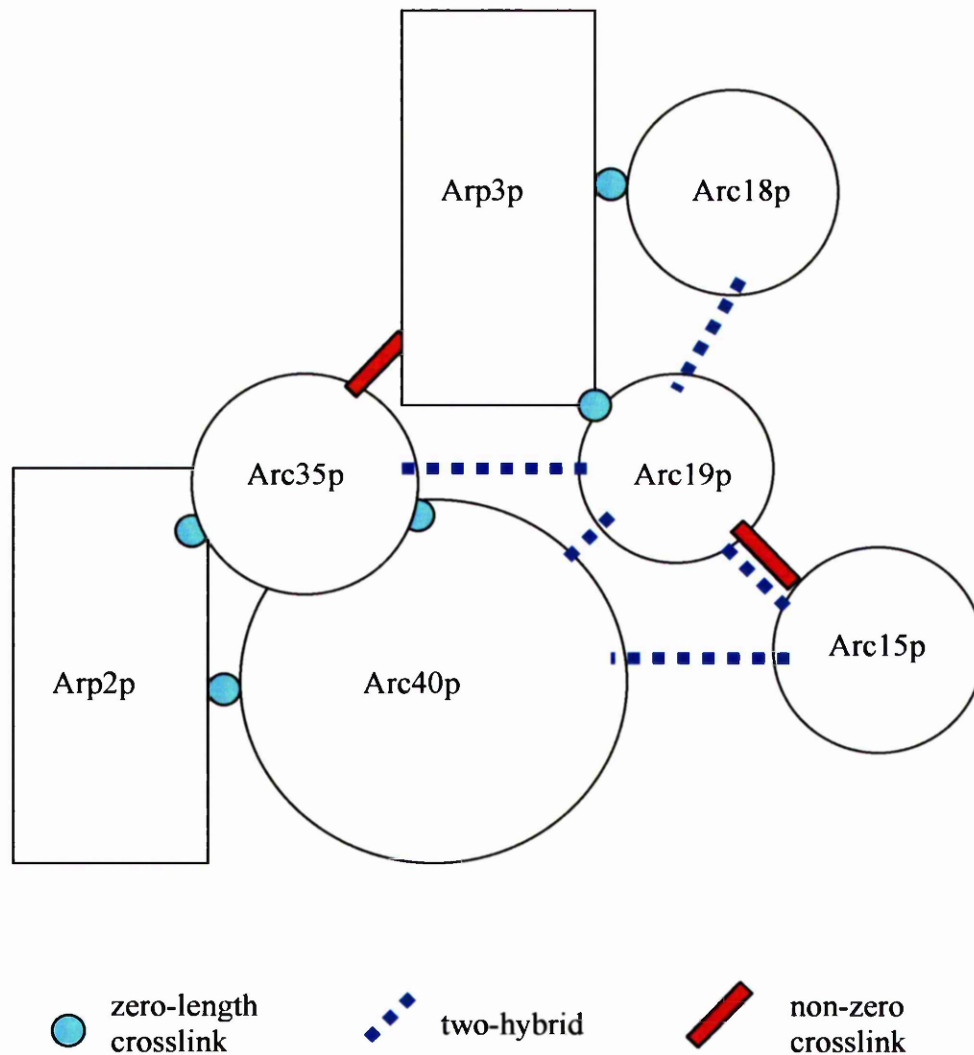 Arp3p
Arc18p
Arc35p
Arc19p
Arp2p
Arc40p
Arc15p
zero-length
crosslink
two-hybrid
non-zero
crosslink